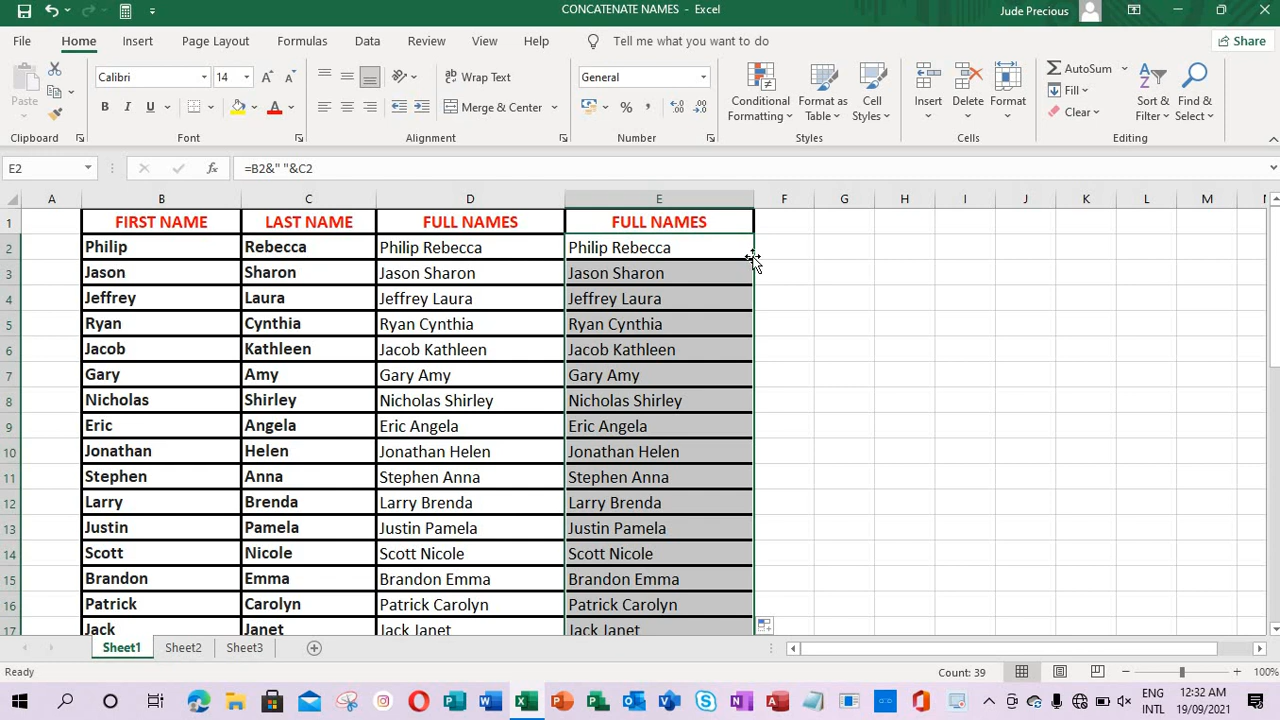 CONCATENATE NAMES - Excel
Jude Precious
File Home Insert Page Layout Formulas Data Review View Help Tell me what you want to do Share
Calibri 14 Wrap Text General AutoSum
Paste Merge & Center Conditional Formatting Format as Table Cell Styles Insert Delete Format Fill Sort & Filter Find & Select
Clear
Clipboard Font Alignment Number Styles Cells Editing
E2 =B2&" "&C2
A B C D E F G H I J K L M
1 FIRST NAME LAST NAME FULL NAMES FULL NAMES
2 Philip Rebecca Philip Rebecca Philip Rebecca
3 Jason Sharon Jason Sharon Jason Sharon
4 Jeffrey Laura Jeffrey Laura Jeffrey Laura
5 Ryan Cynthia Ryan Cynthia Ryan Cynthia
6 Jacob Kathleen Jacob Kathleen Jacob Kathleen
7 Gary Amy Gary Amy Gary Amy
8 Nicholas Shirley Nicholas Shirley Nicholas Shirley
9 Eric Angela Eric Angela Eric Angela
10 Jonathan Helen Jonathan Helen Jonathan Helen
11 Stephen Anna Stephen Anna Stephen Anna
12 Larry Brenda Larry Brenda Larry Brenda
13 Justin Pamela Justin Pamela Justin Pamela
14 Scott Nicole Scott Nicole Scott Nicole
15 Brandon Emma Brandon Emma Brandon Emma
16 Patrick Carolyn Patrick Carolyn Patrick Carolyn
17 Jack Janet Jack Janet Jack Janet
Sheet1 Sheet2 Sheet3
Ready Count: 39 100%
ENG 12:32 AM
INTL 19/09/2021